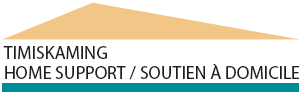 TIMISKAMING
HOME SUPPORT / SOUTIEN À DOMICILE